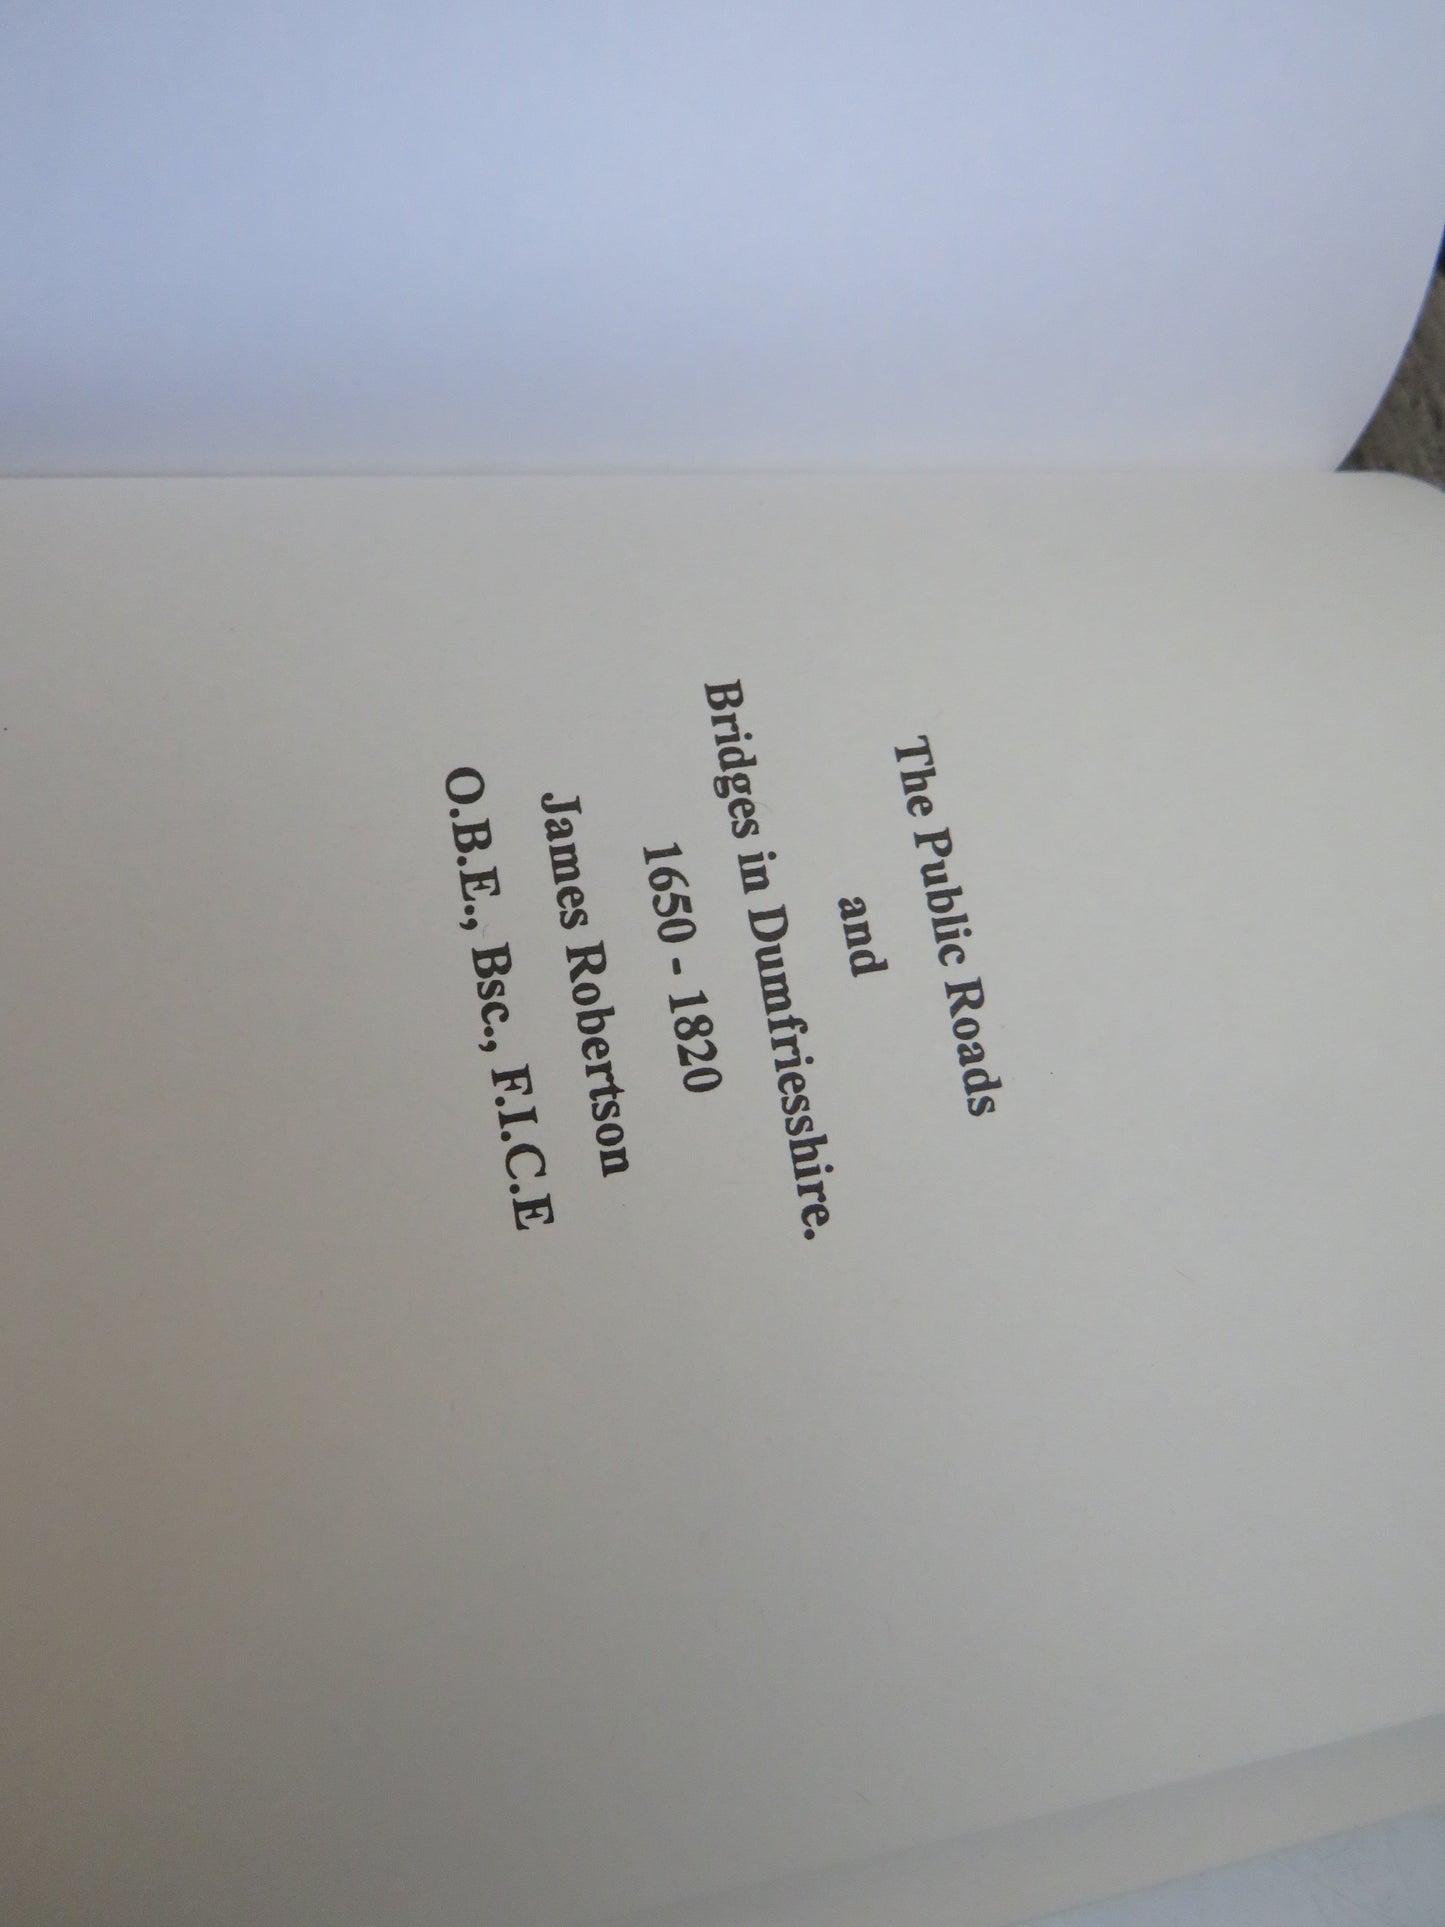 The Public Roads
and
Bridges in Dumfriesshire.
1650 - 1820
James Robertson
O.B.E., Bsc., F.I.C.E